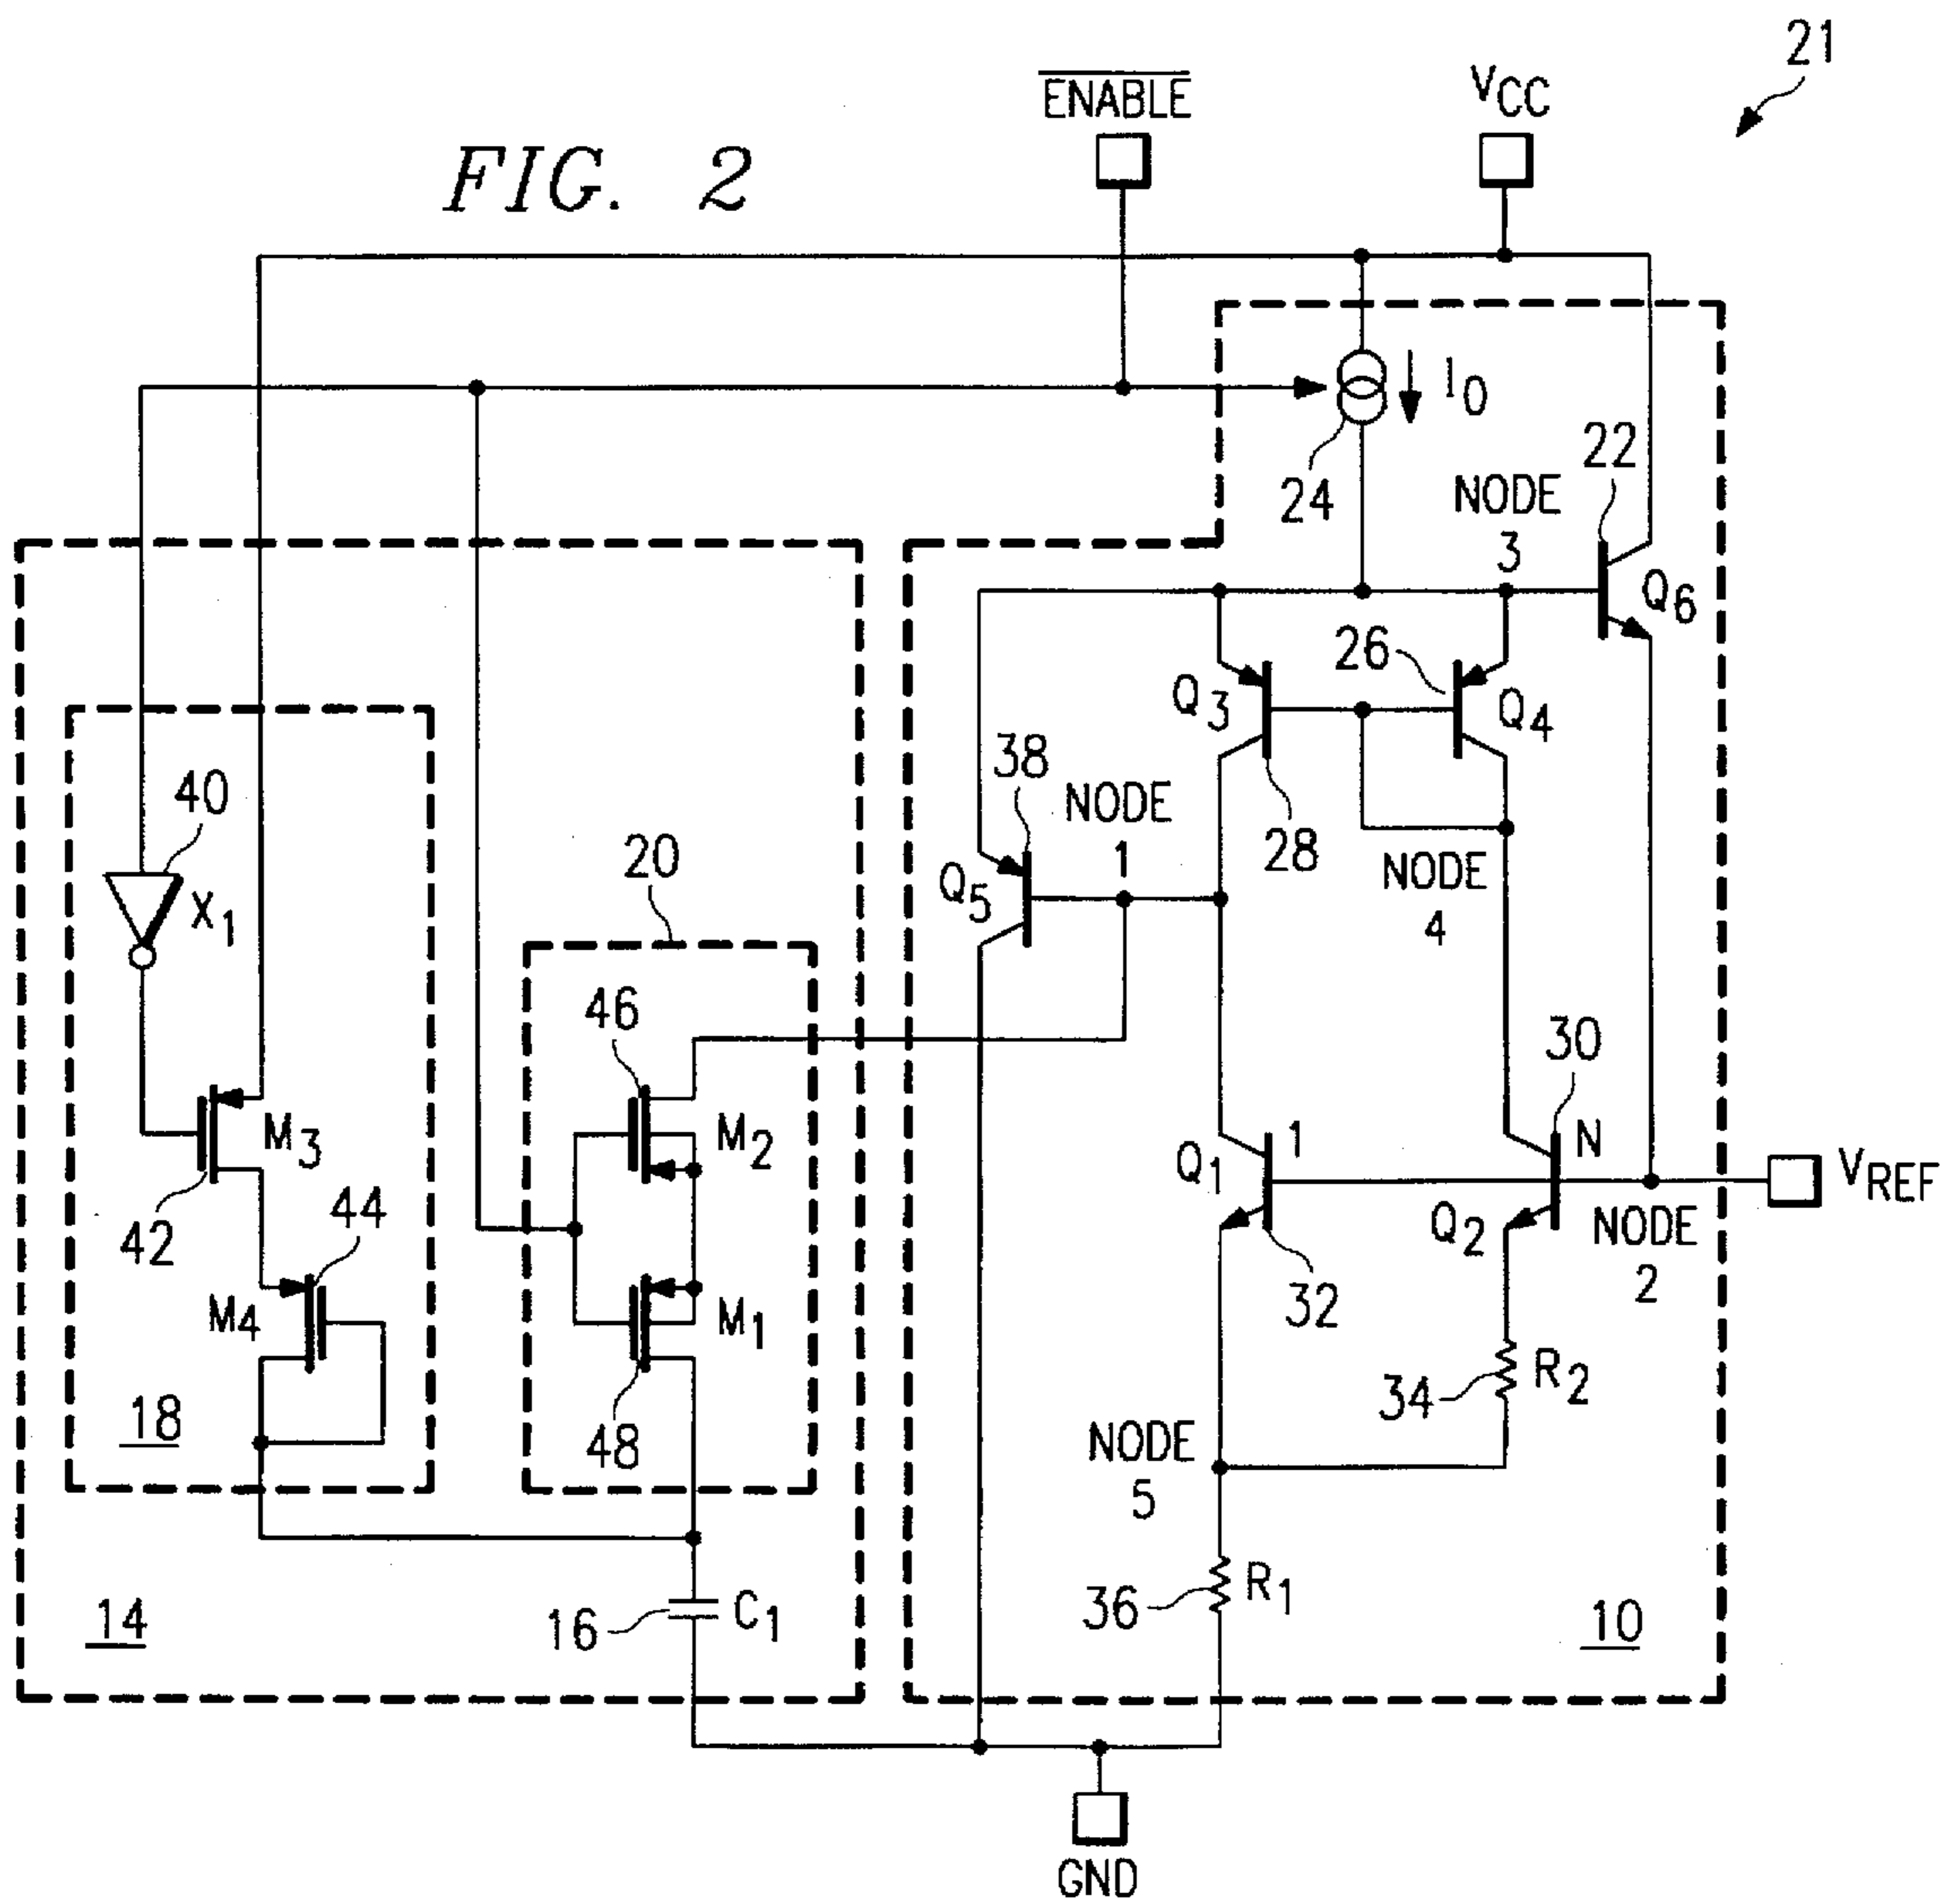 21
ENABLE
VCC
FIG. 2
I0
24
NODE
3
22
Q6
26
Q3
Q4
38
NODE
1
28
NODE
4
40
X1
20
Q5
46
M3
M2
30
N
1
Q1
VREF
42
44
Q2
NODE
2
M4
M1
32
34
R2
18
48
NODE
5
14
16
C1
36
R1
10
GND